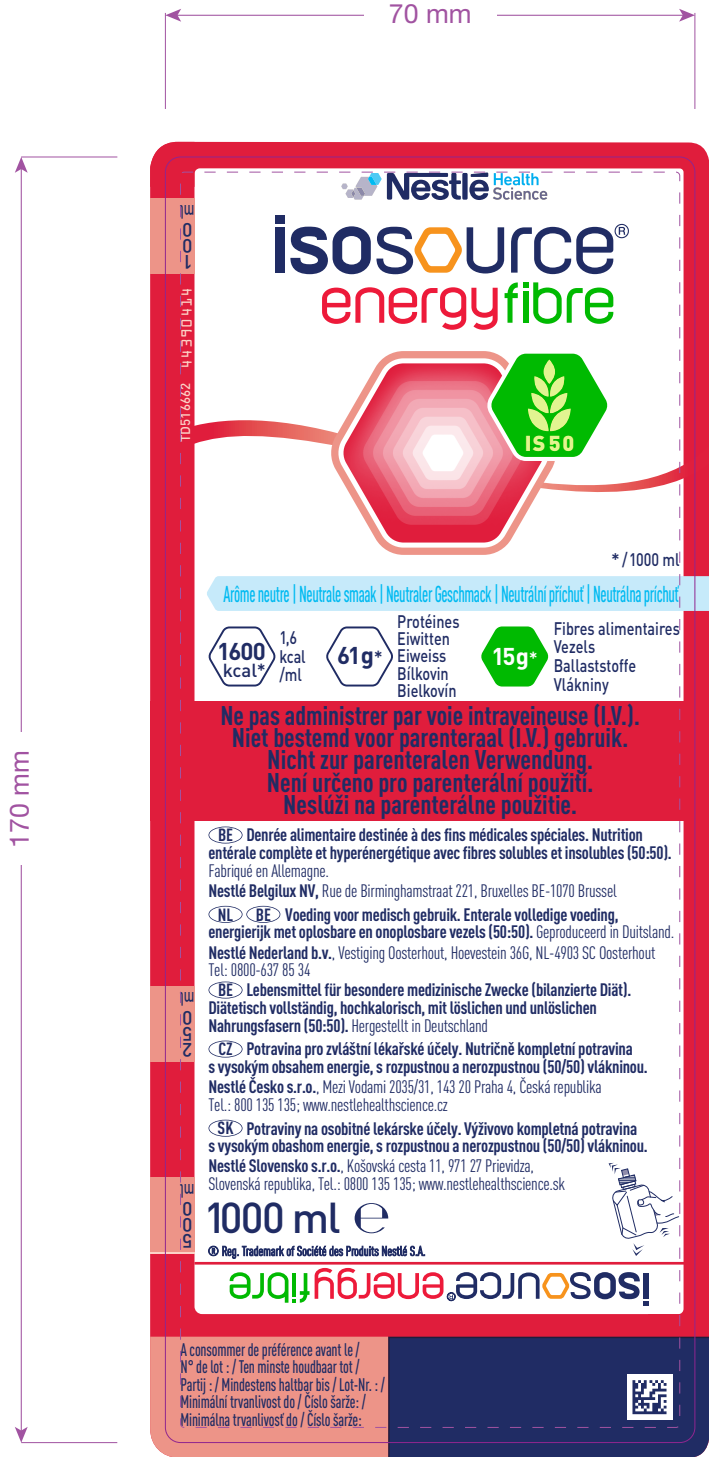 70 mm
170 mm
Nestlé Health Science
isosource®
energyfibre
IS50
100 ml
TD516662 44390414
* / 1000 ml
Arôme neutre | Neutrale smaak | Neutraler Geschmack | Neutrální příchuť | Neutrálna príchuť
1600 kcal*
1,6 kcal /ml
61g*
Protéines
Eiwitten
Eiweiss
Bílkovin
Bielkovín
15g*
Fibres alimentaires
Vezels
Ballaststoffe
Vlákniny
Ne pas administrer par voie intraveineuse (I.V.).
Niet bestemd voor parenteraal (I.V.) gebruik.
Nicht zur parenteralen Verwendung.
Není určeno pro parenterální použití.
Neslúži na parenterálne použitie.
BE Denrée alimentaire destinée à des fins médicales spéciales. Nutrition
entérale complète et hyperénergétique avec fibres solubles et insolubles (50:50).
Fabriqué en Allemagne.
Nestlé Belgilux NV, Rue de Birminghamstraat 221, Bruxelles BE-1070 Brussel
NL BE Voeding voor medisch gebruik. Enterale volledige voeding,
energierijk met oplosbare en onoplosbare vezels (50:50). Geproduceerd in Duitsland.
Nestlé Nederland b.v., Vestiging Oosterhout, Hoevestein 36G, NL-4903 SC Oosterhout
Tel: 0800-637 85 34
BE Lebensmittel für besondere medizinische Zwecke (bilanzierte Diät).
Diätetisch vollständig, hochkalorisch, mit löslichen und unlöslichen
Nahrungsfasern (50:50). Hergestellt in Deutschland
250 ml
CZ Potravina pro zvláštní lékařské účely. Nutričně kompletní potravina
s vysokým obsahem energie, s rozpustnou a nerozpustnou (50/50) vlákninou.
Nestlé Česko s.r.o., Mezi Vodami 2035/31, 143 20 Praha 4, Česká republika
Tel.: 800 135 135; www.nestlehealthscience.cz
SK Potraviny na osobitné lekárske účely. Výživovo kompletná potravina
s vysokým obashom energie, s rozpustnou a nerozpustnou (50/50) vlákninou.
Nestlé Slovensko s.r.o., Košovská cesta 11, 971 27 Prievidza,
Slovenská republika, Tel.: 0800 135 135; www.nestlehealthscience.sk
500 ml
1000 ml ℮
® Reg. Trademark of Société des Produits Nestlé S.A.
isosource® energyfibre
A consommer de préférence avant le /
N° de lot : / Ten minste houdbaar tot /
Partij : / Mindestens haltbar bis / Lot-Nr. : /
Minimální trvanlivost do / Číslo šarže: /
Minimálna trvanlivosť do / Číslo šarže: